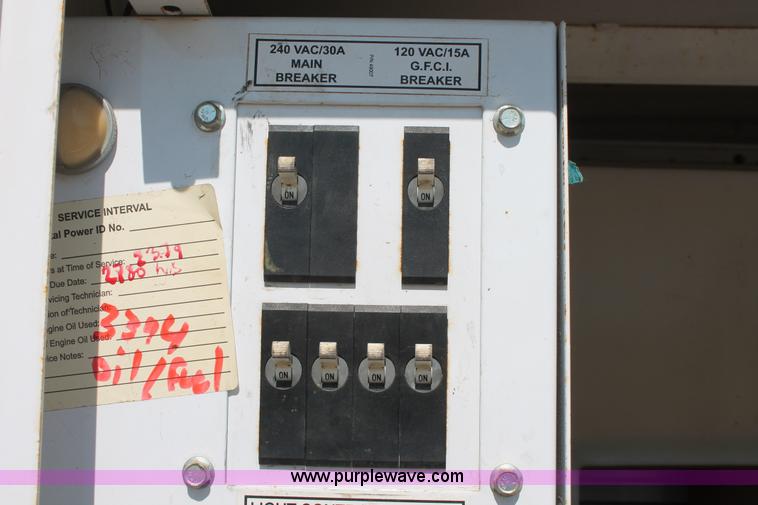 240 VAC/30A
MAIN
BREAKER
P/N 49027
120 VAC/15A
G.F.C.I.
BREAKER
ON
ON
SERVICE INTERVAL
Power ID No.
at Time of Service:
2780 hrs
Due Date:
Technician:
of Technician:
Oil Used:
3394
Engine Oil Used:
Notes:
oil/fuel
ON
ON
ON
ON
www.purplewave.com